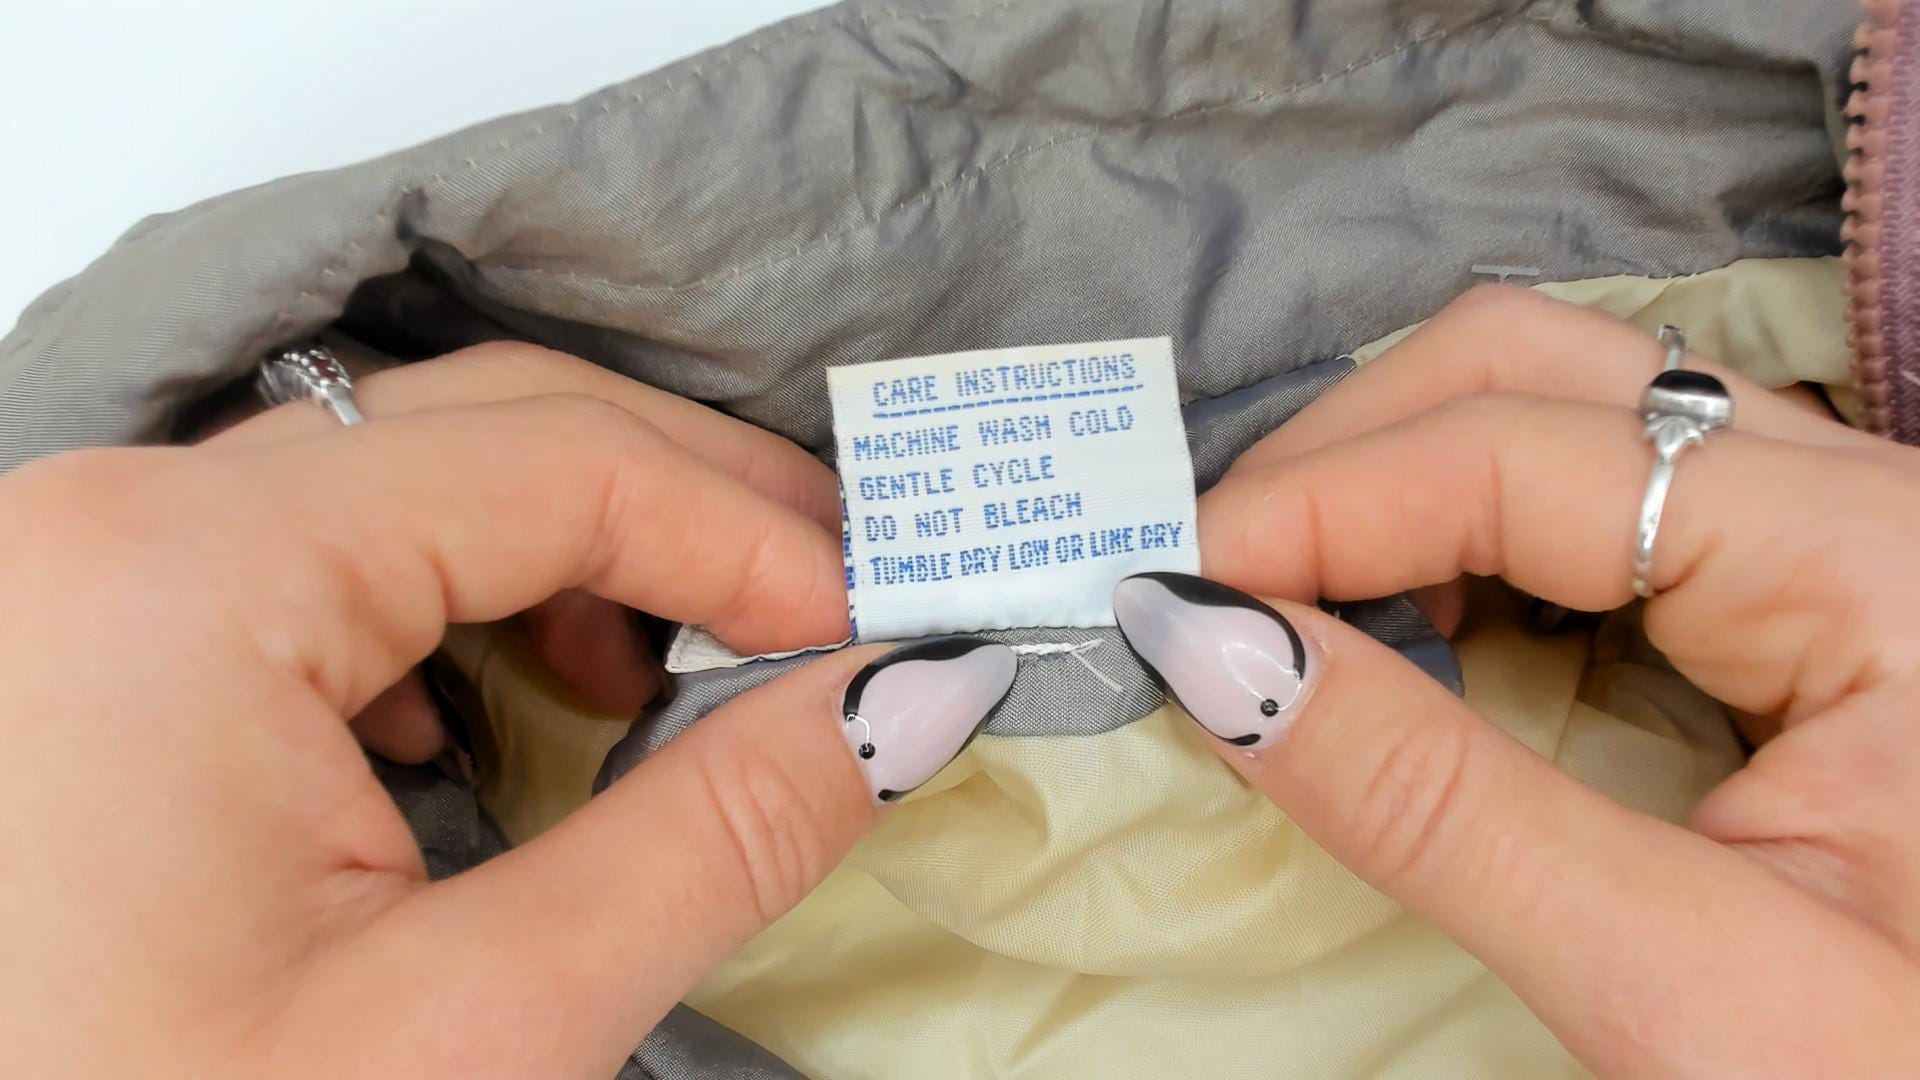 CARE INSTRUCTIONS
MACHINE WASH COLD
GENTLE CYCLE
DO NOT BLEACH
TUMBLE DRY LOW OR LINE DRY